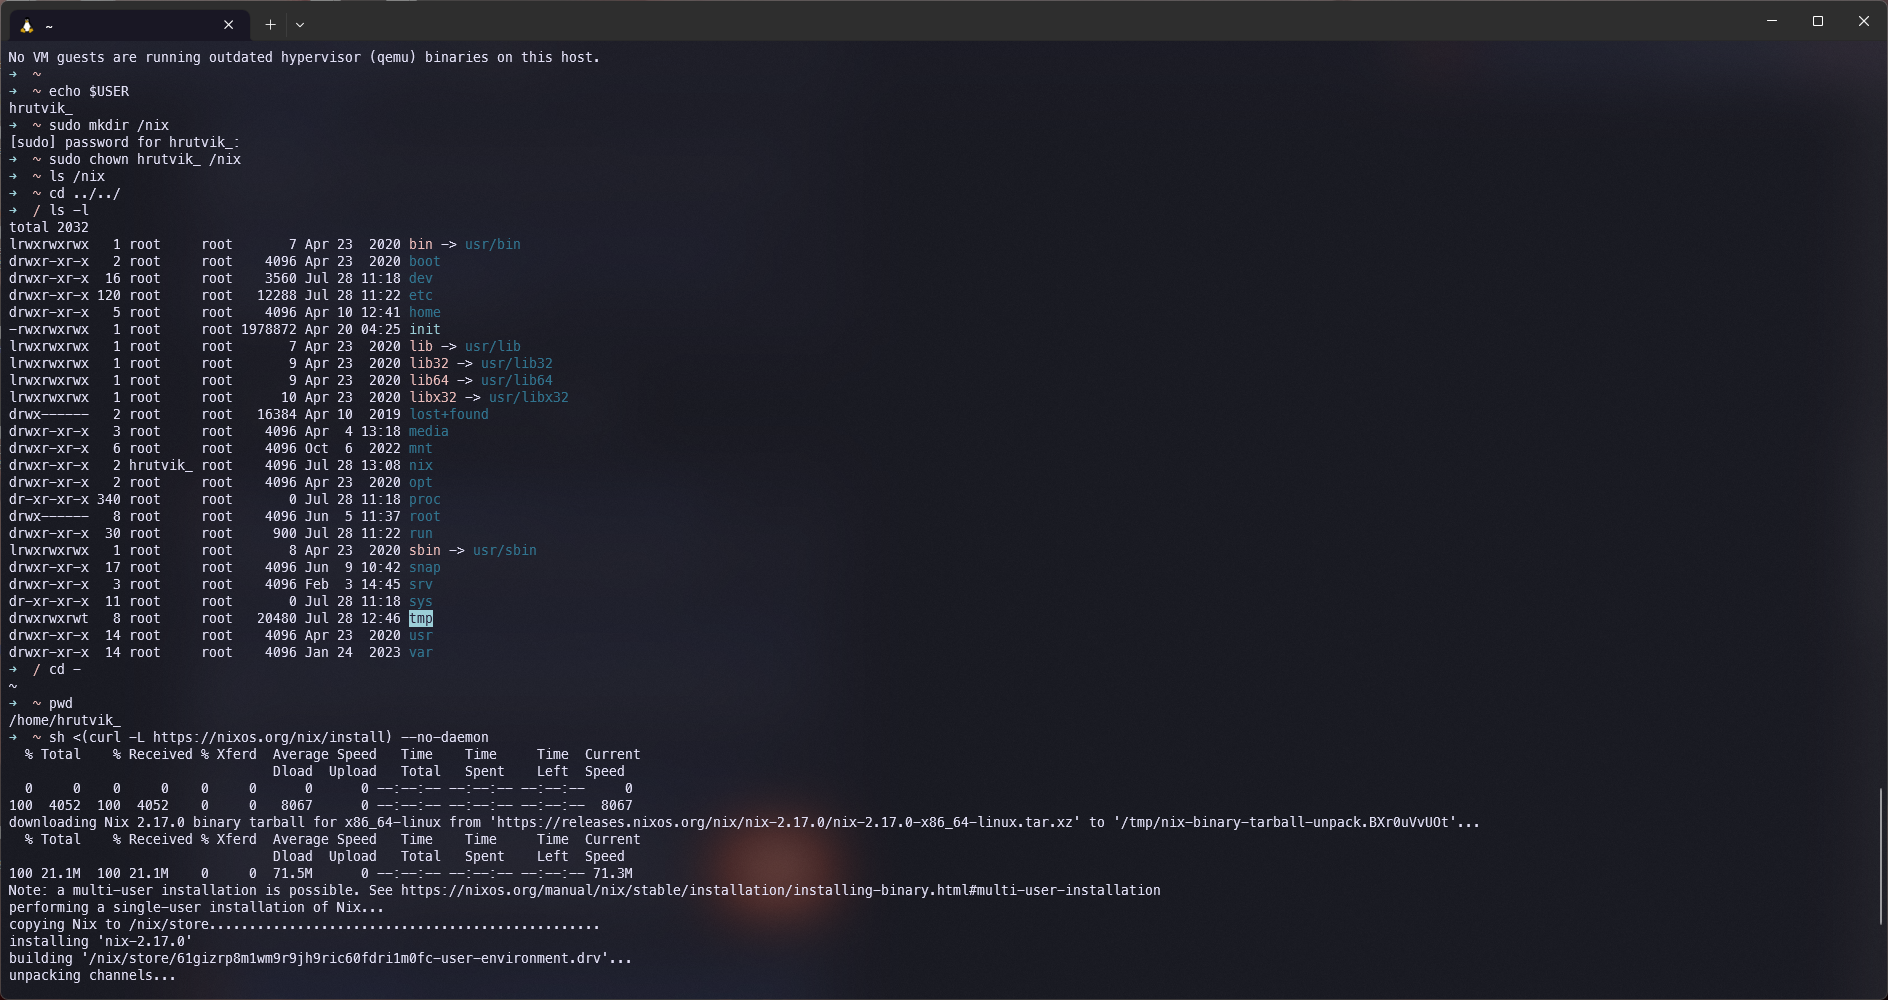 ~
No VM guests are running outdated hypervisor (qemu) binaries on this host.
→  ~
→  ~ echo $USER
hrutvik_
→  ~ sudo mkdir /nix
[sudo] password for hrutvik_:
→  ~ sudo chown hrutvik_ /nix
→  ~ ls /nix
→  ~ cd ../../
→  / ls -l
total 2032
lrwxrwxrwx   1 root     root       7 Apr 23  2020 bin -> usr/bin
drwxr-xr-x   2 root     root    4096 Apr 23  2020 boot
drwxr-xr-x  16 root     root    3560 Jul 28 11:18 dev
drwxr-xr-x 120 root     root   12288 Jul 28 11:22 etc
drwxr-xr-x   5 root     root    4096 Apr 10 12:41 home
-rwxrwxrwx   1 root     root 1978872 Apr 20 04:25 init
lrwxrwxrwx   1 root     root       7 Apr 23  2020 lib -> usr/lib
lrwxrwxrwx   1 root     root       9 Apr 23  2020 lib32 -> usr/lib32
lrwxrwxrwx   1 root     root       9 Apr 23  2020 lib64 -> usr/lib64
lrwxrwxrwx   1 root     root      10 Apr 23  2020 libx32 -> usr/libx32
drwx------   2 root     root   16384 Apr 10  2019 lost+found
drwxr-xr-x   3 root     root    4096 Apr  4 13:18 media
drwxr-xr-x   6 root     root    4096 Oct  6  2022 mnt
drwxr-xr-x   2 hrutvik_ root    4096 Jul 28 13:08 nix
drwxr-xr-x   2 root     root    4096 Apr 23  2020 opt
dr-xr-xr-x 340 root     root       0 Jul 28 11:18 proc
drwx------   8 root     root    4096 Jun  5 11:37 root
drwxr-xr-x  30 root     root     900 Jul 28 11:22 run
lrwxrwxrwx   1 root     root       8 Apr 23  2020 sbin -> usr/sbin
drwxr-xr-x  17 root     root    4096 Jun  9 10:42 snap
drwxr-xr-x   3 root     root    4096 Feb  3 14:45 srv
dr-xr-xr-x  11 root     root       0 Jul 28 11:18 sys
drwxrwxrwt   8 root     root   20480 Jul 28 12:46 tmp
drwxr-xr-x  14 root     root    4096 Apr 23  2020 usr
drwxr-xr-x  14 root     root    4096 Jan 24  2023 var
→  / cd -
~
→  ~ pwd
/home/hrutvik_
→  ~ sh <(curl -L https://nixos.org/nix/install) --no-daemon
  % Total    % Received % Xferd  Average Speed   Time    Time     Time  Current
                                 Dload  Upload   Total   Spent    Left  Speed
  0     0    0     0    0     0      0      0 --:--:-- --:--:-- --:--:--     0
100  4052  100  4052    0     0   8067      0 --:--:-- --:--:-- --:--:--  8067
downloading Nix 2.17.0 binary tarball for x86_64-linux from 'https://releases.nixos.org/nix/nix-2.17.0/nix-2.17.0-x86_64-linux.tar.xz' to '/tmp/nix-binary-tarball-unpack.BXr0uVvUOt'...
  % Total    % Received % Xferd  Average Speed   Time    Time     Time  Current
                                 Dload  Upload   Total   Spent    Left  Speed
100 21.1M  100 21.1M    0     0  71.5M      0 --:--:-- --:--:-- --:--:-- 71.3M
Note: a multi-user installation is possible. See https://nixos.org/manual/nix/stable/installation/installing-binary.html#multi-user-installation
performing a single-user installation of Nix...
copying Nix to /nix/store.................................................
installing 'nix-2.17.0'
building '/nix/store/61gizrp8m1wm9r9jh9ric60fdri1m0fc-user-environment.drv'...
unpacking channels...